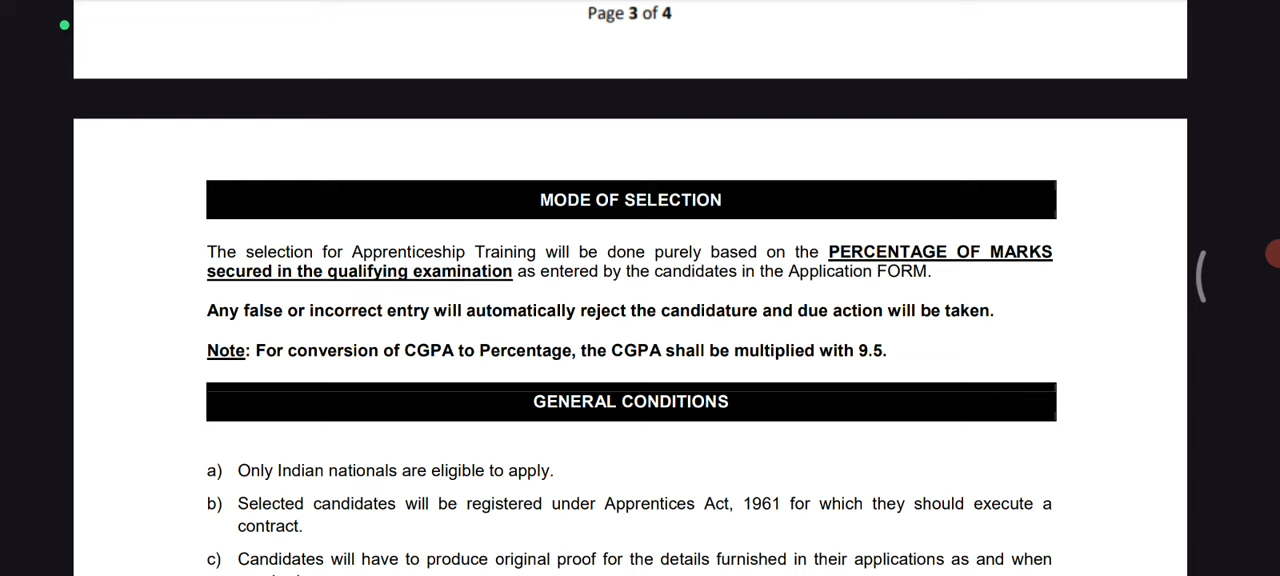 Page 3 of 4
MODE OF SELECTION
The selection for Apprenticeship Training will be done purely based on the PERCENTAGE OF MARKS
secured in the qualifying examination as entered by the candidates in the Application FORM.
Any false or incorrect entry will automatically reject the candidature and due action will be taken.
Note: For conversion of CGPA to Percentage, the CGPA shall be multiplied with 9.5.
GENERAL CONDITIONS
a) Only Indian nationals are eligible to apply.
b) Selected candidates will be registered under Apprentices Act, 1961 for which they should execute a
contract.
c) Candidates will have to produce original proof for the details furnished in their applications as and when